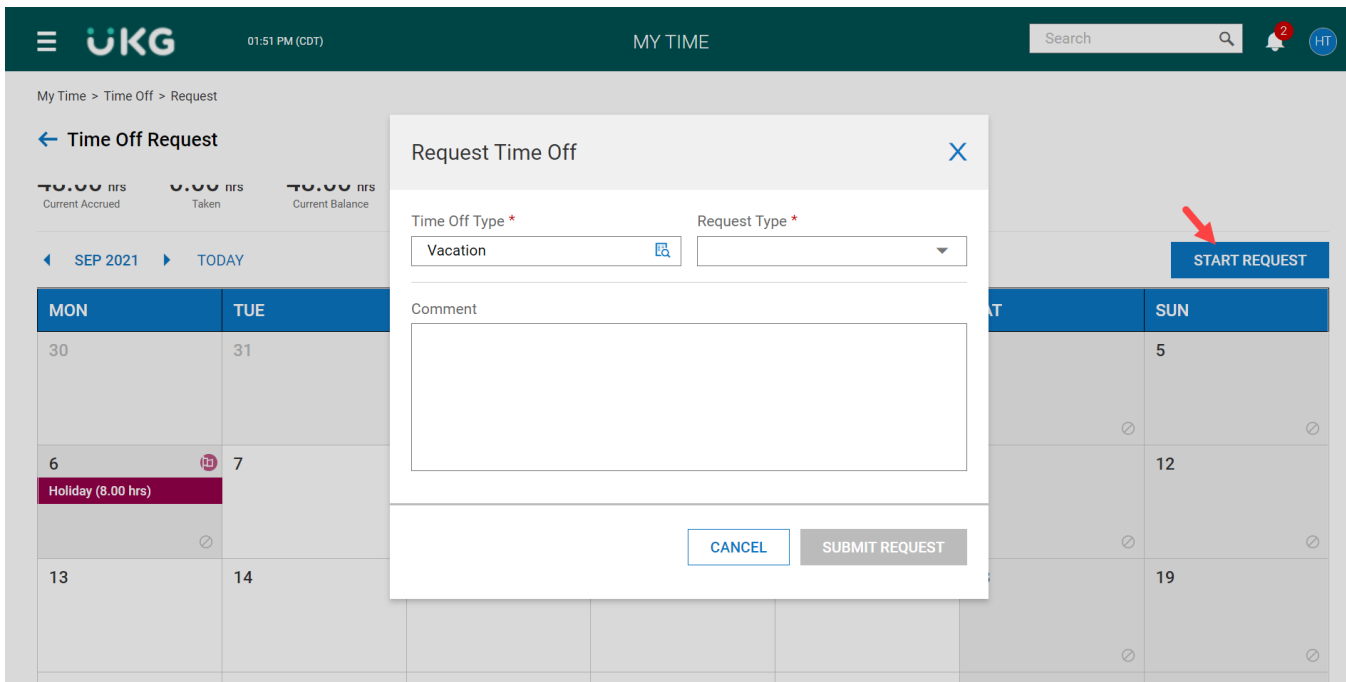 UKG 01:51 PM (CDT) MY TIME Search 2 HT
My Time > Time Off > Request
Time Off Request
hrs hrs hrs
Current Accrued Taken Current Balance
SEP 2021 TODAY
START REQUEST
MON TUE SUN
30 31 5
6 7 12
Holiday (8.00 hrs)
13 14 19
Request Time Off X
Time Off Type * Request Type *
Vacation
Comment
CANCEL SUBMIT REQUEST